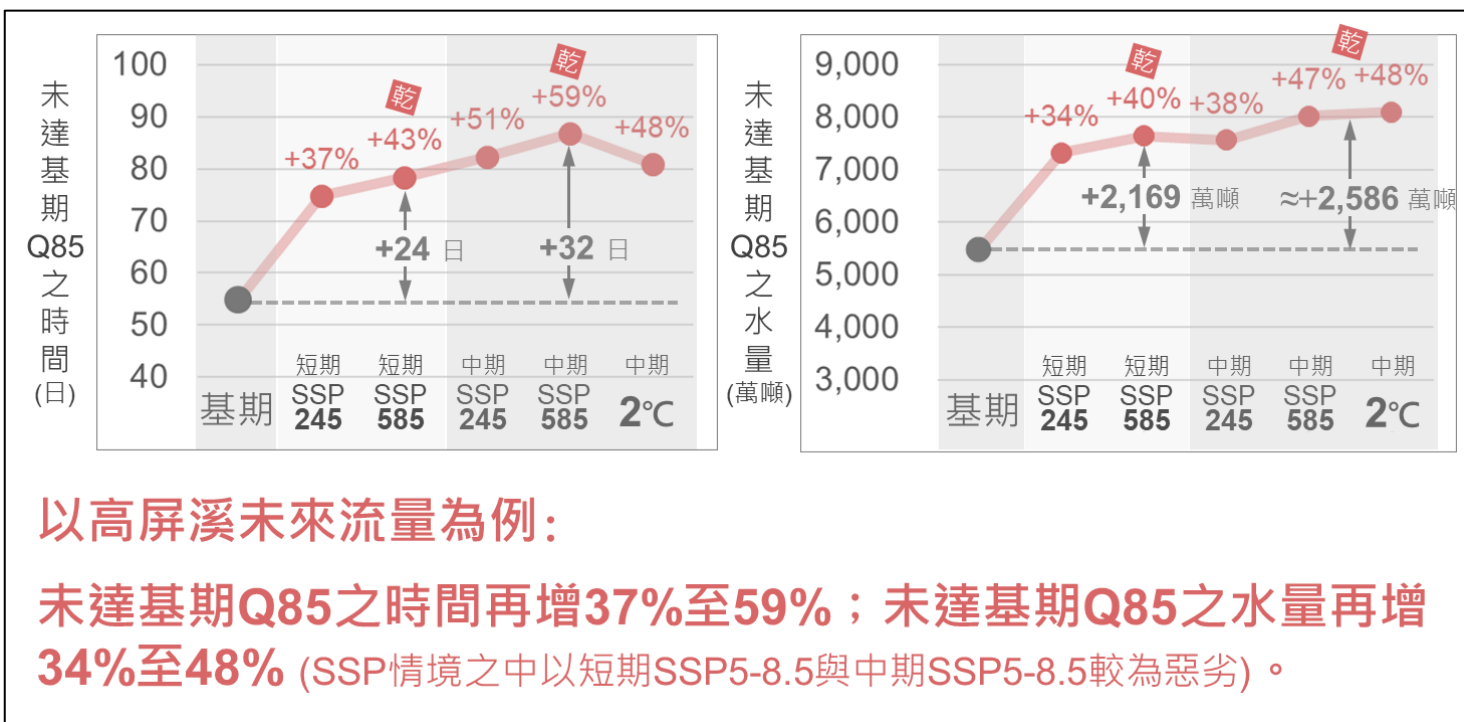 未達基期Q85之時間(日)
100
90
80
70
60
50
40
乾
乾
+37%
+43%
+51%
+59%
+48%
+24 日
+32 日
基期
短期 SSP 245
短期 SSP 585
中期 SSP 245
中期 SSP 585
中期 2℃
未達基期Q85之水量(萬噸)
9,000
8,000
7,000
6,000
5,000
4,000
3,000
乾
乾
+34%
+40%
+38%
+47%
+48%
+2,169 萬噸
≈+2,586 萬噸
基期
短期 SSP 245
短期 SSP 585
中期 SSP 245
中期 SSP 585
中期 2℃
以高屏溪未來流量為例:
未達基期Q85之時間再增37%至59%；未達基期Q85之水量再增
34%至48% (SSP情境之中以短期SSP5-8.5與中期SSP5-8.5較為惡劣)。